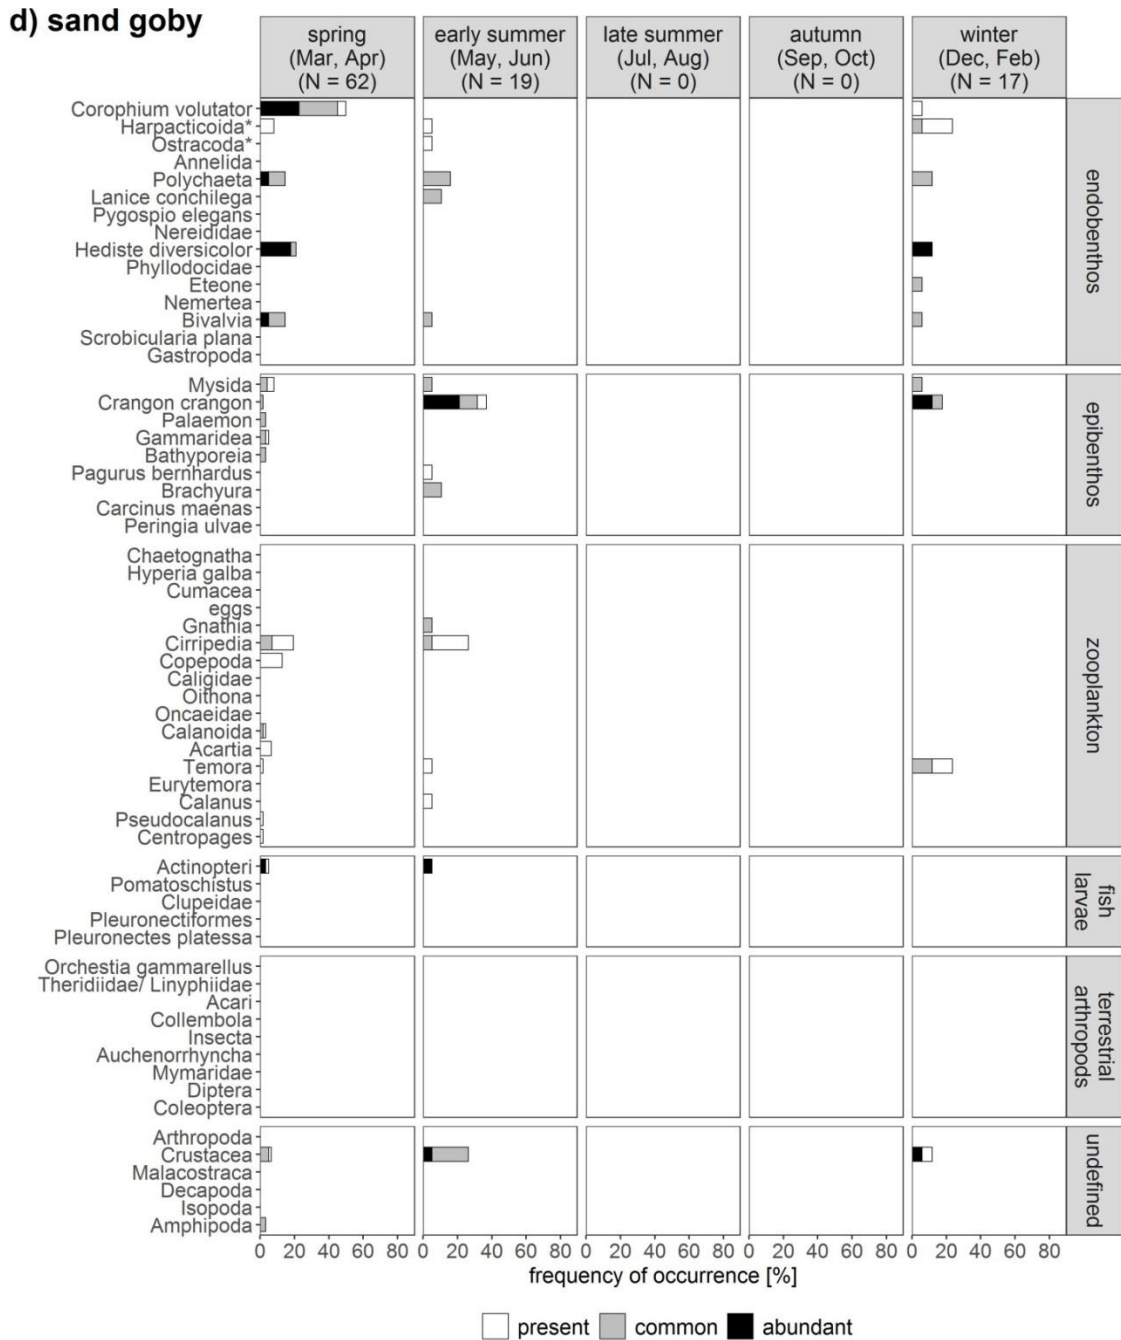 d) sand goby
spring
(Mar, Apr)
(N = 62)
early summer
(May, Jun)
(N = 19)
late summer
(Jul, Aug)
(N = 0)
autumn
(Sep, Oct)
(N = 0)
winter
(Dec, Feb)
(N = 17)
Corophium volutator
Harpacticoida*
Ostracoda*
Annelida
Polychaeta
Lanice conchilega
Pygospio elegans
Nereididae
Hediste diversicolor
Phyllodocidae
Eteone
Nemertea
Bivalvia
Scrobicularia plana
Gastropoda
endobenthos
Mysida
Crangon crangon
Palaemon
Gammaridea
Bathyporeia
Pagurus bernhardus
Brachyura
Carcinus maenas
Peringia ulvae
epibenthos
Chaetognatha
Hyperia galba
Cumacea
eggs
Gnathia
Cirripedia
Copepoda
Caligidae
Oithona
Oncaeidae
Calanoida
Acartia
Temora
Eurytemora
Calanus
Pseudocalanus
Centropages
zooplankton
Actinopteri
Pomatoschistus
Clupeidae
Pleuronectiformes
Pleuronectes platessa
fish
larvae
Orchestia gammarellus
Theridiidae/ Linyphiidae
Acari
Collembola
Insecta
Auchenorrhyncha
Mymaridae
Diptera
Coleoptera
terrestrial
arthropods
Arthropoda
Crustacea
Malacostraca
Decapoda
Isopoda
Amphipoda
undefined
0 20 40 60 80 0 20 40 60 80 0 20 40 60 80 0 20 40 60 80 0 20 40 60 80
frequency of occurrence [%]
present common abundant